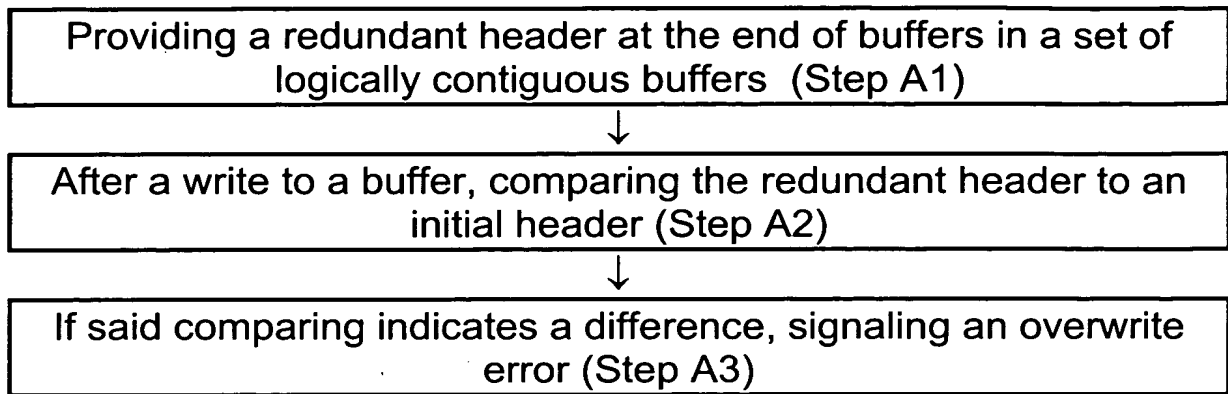 Providing a redundant header at the end of buffers in a set of
logically contiguous buffers (Step A1)
↓
After a write to a buffer, comparing the redundant header to an
initial header (Step A2)
↓
If said comparing indicates a difference, signaling an overwrite
error (Step A3)